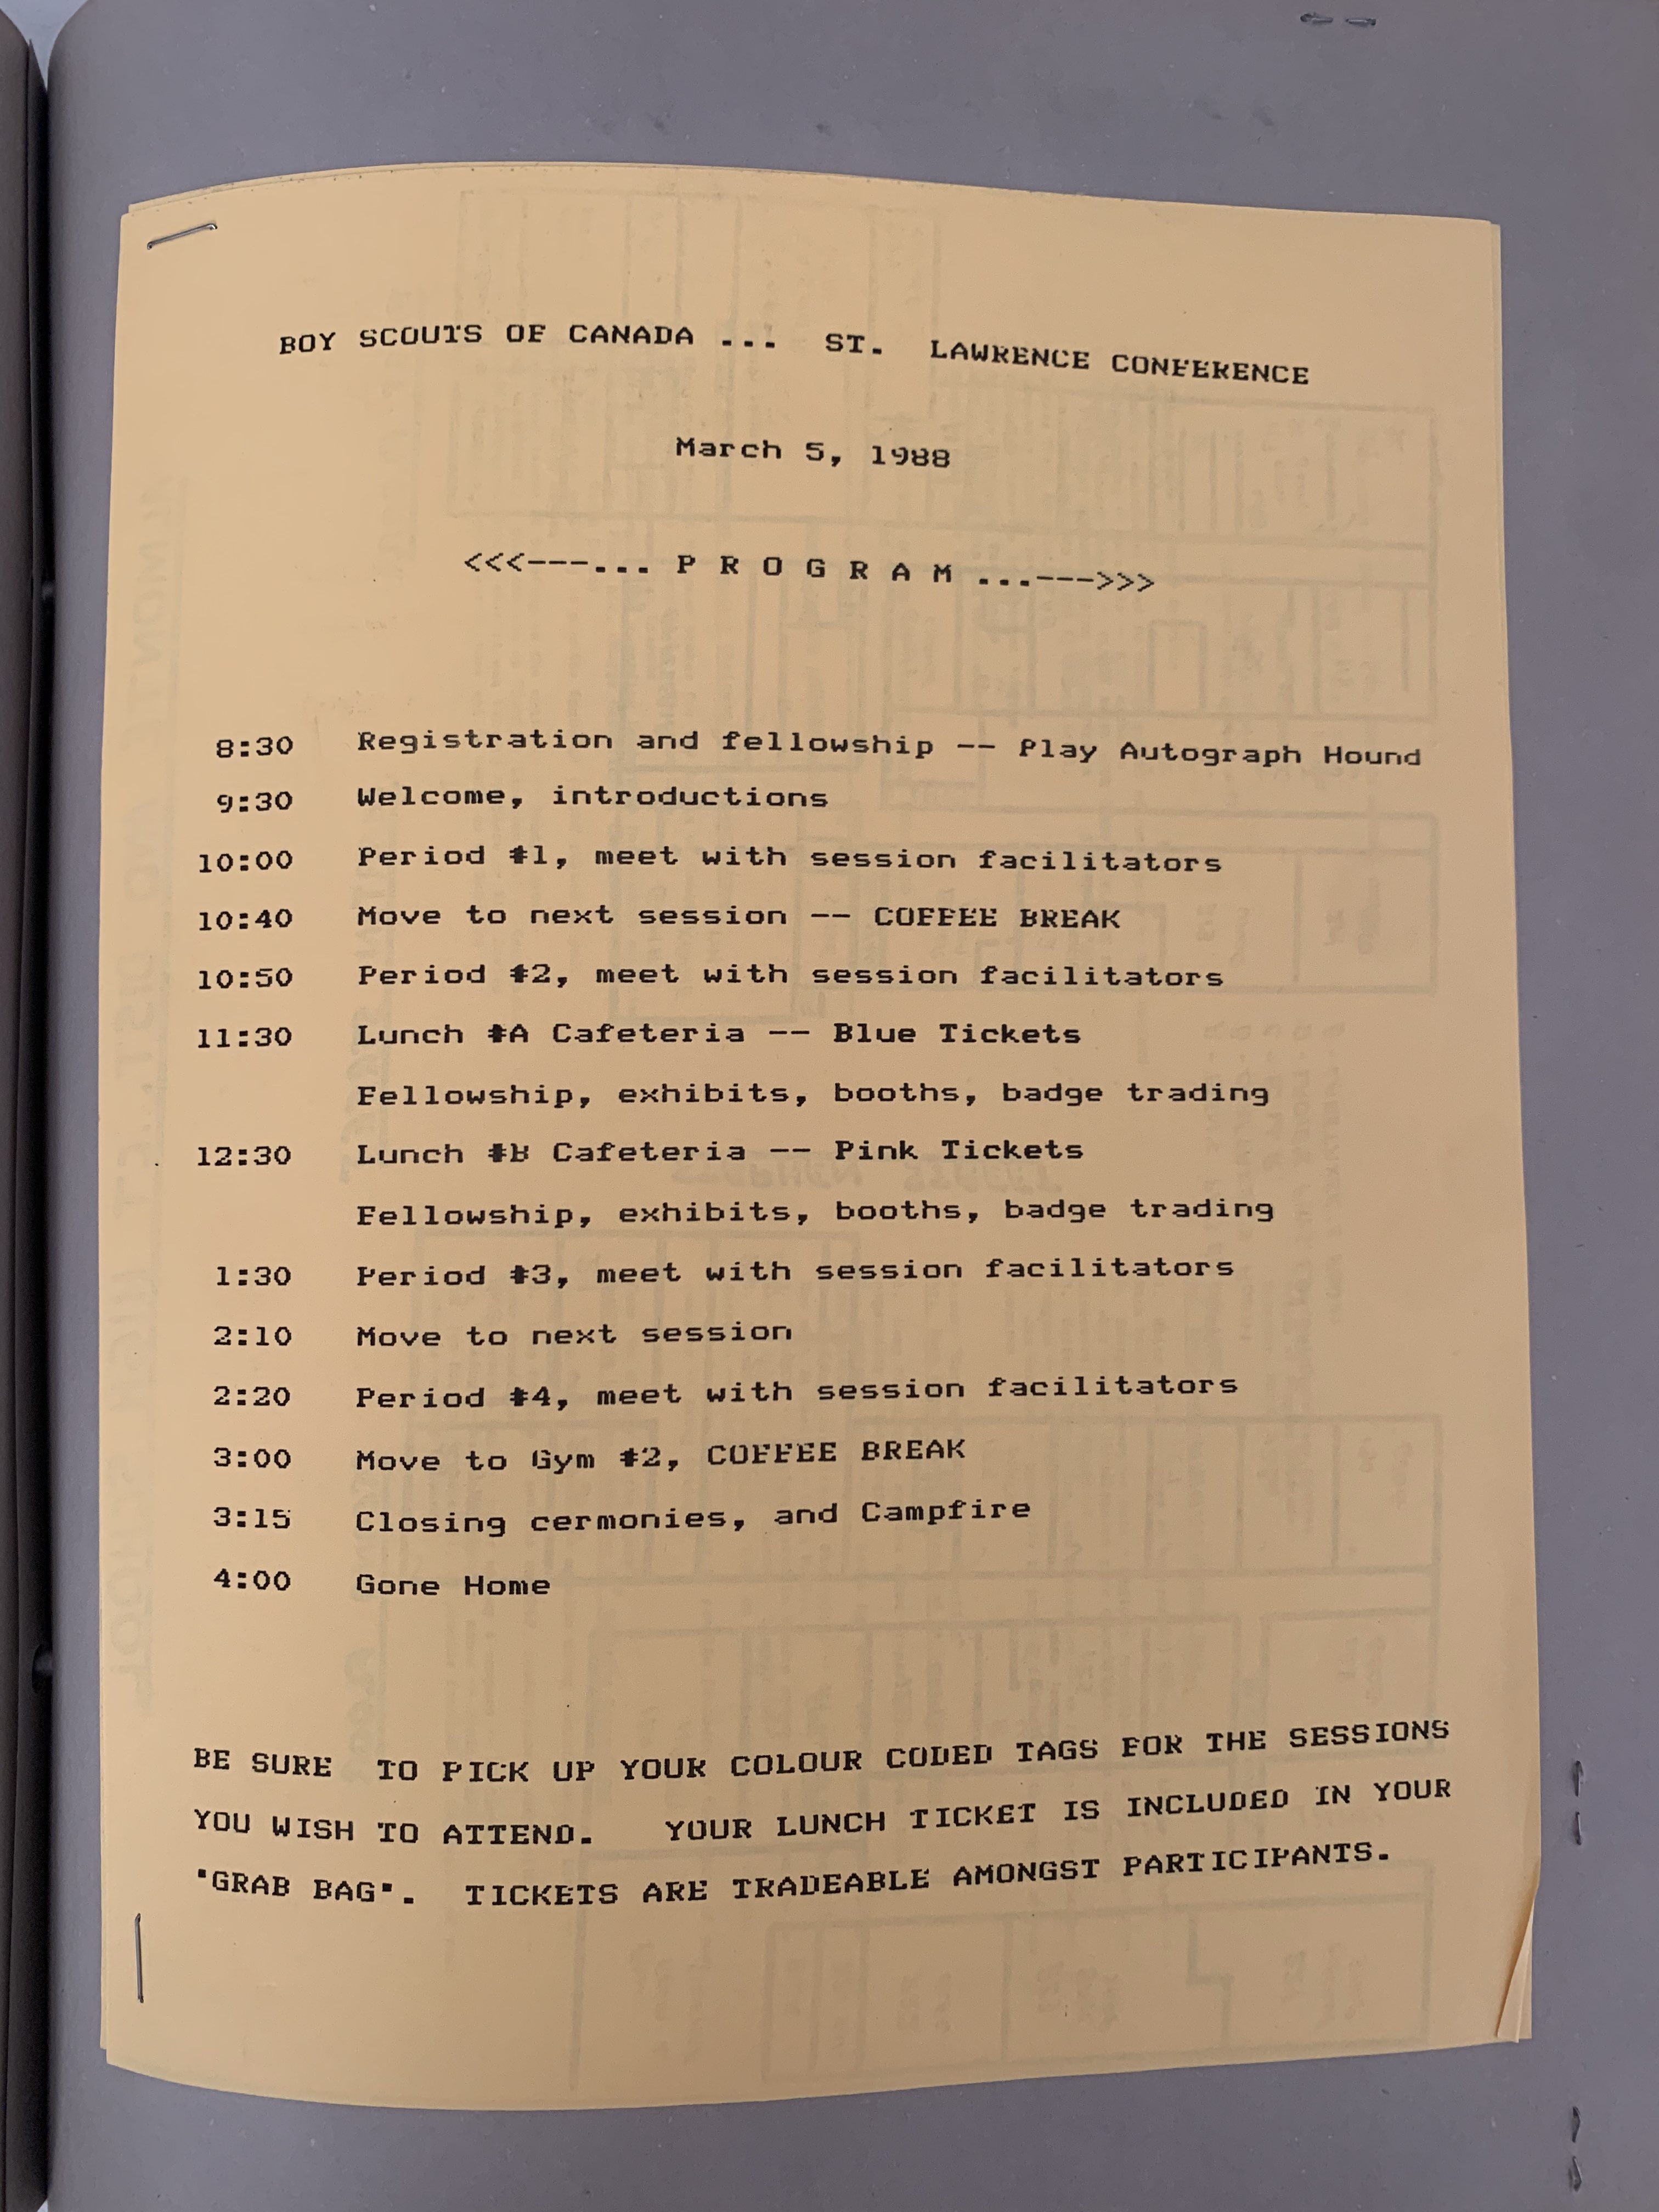 BOY SCOUTS OF CANADA ... ST. LAWRENCE CONFERENCE
March 5, 1988
<<<---... P R O G R A M ...--->>>
8:30 Registration and fellowship -- Play Autograph Hound
9:30 Welcome, introductions
10:00 Period #1, meet with session facilitators
10:40 Move to next session -- COFFEE BREAK
10:50 Period #2, meet with session facilitators
11:30 Lunch #A Cafeteria -- Blue Tickets
Fellowship, exhibits, booths, badge trading
12:30 Lunch #B Cafeteria -- Pink Tickets
Fellowship, exhibits, booths, badge trading
1:30 Period #3, meet with session facilitators
2:10 Move to next session
2:20 Period #4, meet with session facilitators
3:00 Move to Gym #2, COFFEE BREAK
3:15 Closing cermonies, and Campfire
4:00 Gone Home
BE SURE TO PICK UP YOUR COLOUR CODED TAGS FOR THE SESSIONS
YOU WISH TO ATTEND. YOUR LUNCH TICKET IS INCLUDED IN YOUR
"GRAB BAG". TICKETS ARE TRADEABLE AMONGST PARTICIPANTS.